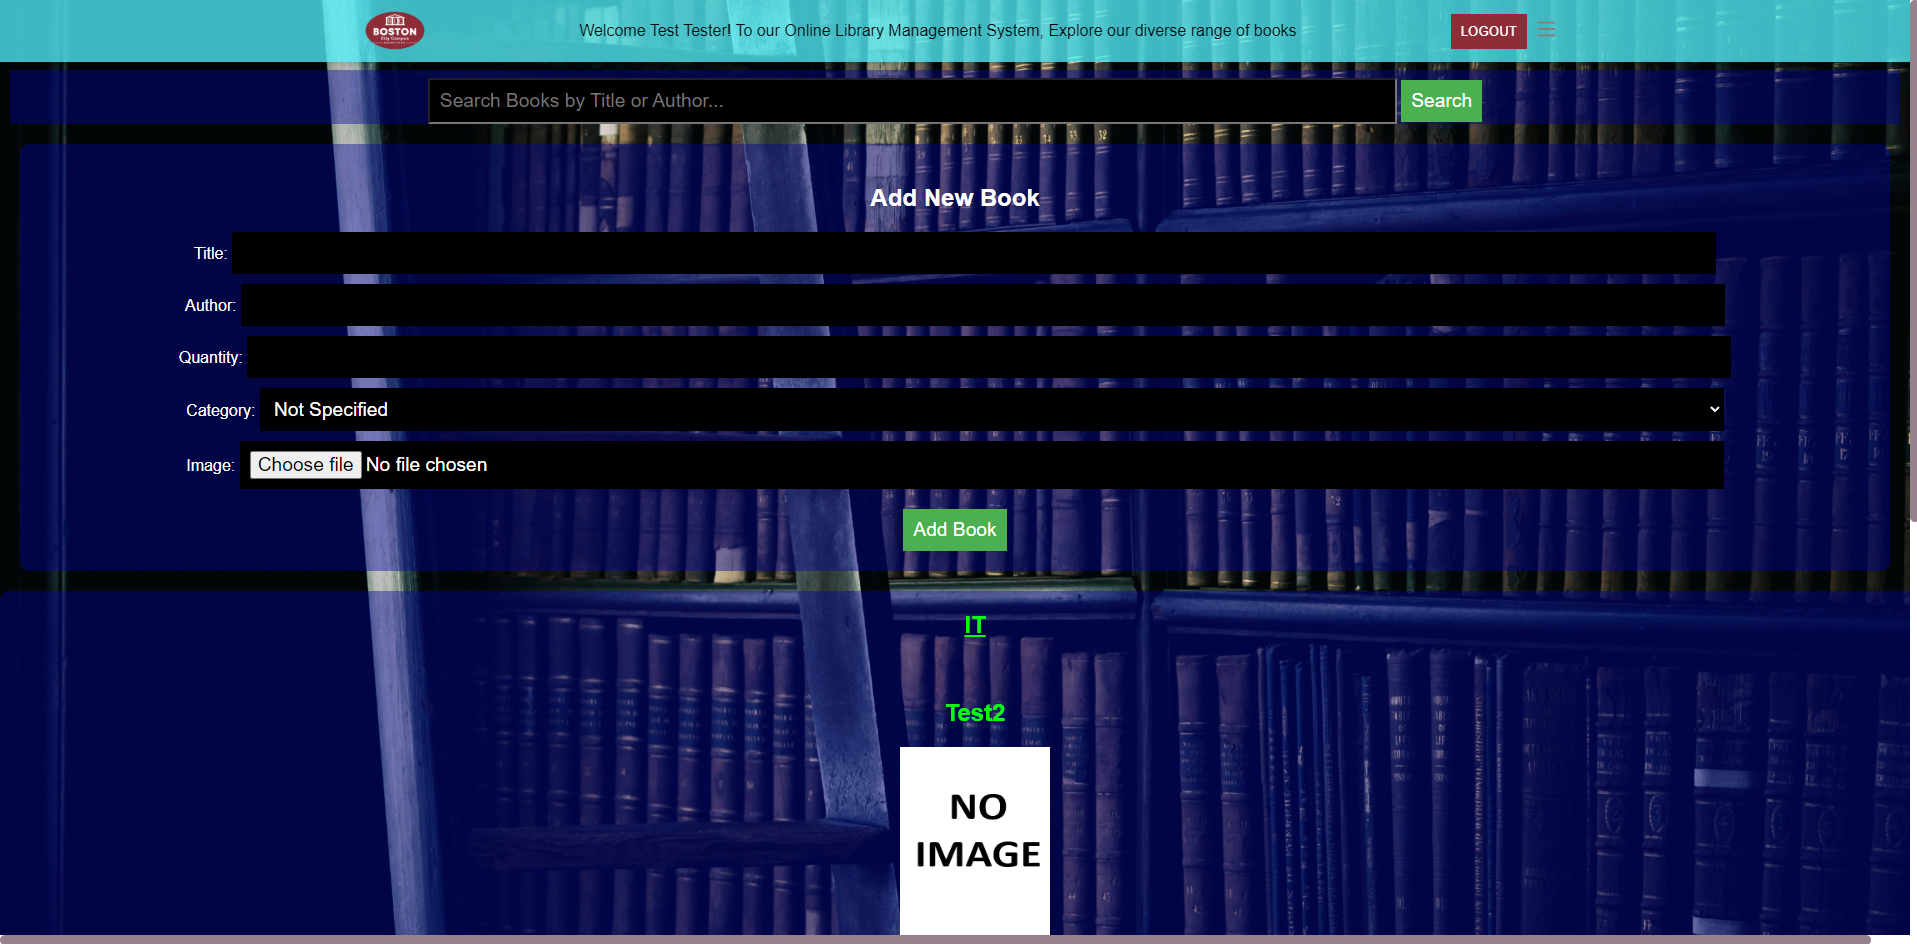 BOSTON
City Campus
Welcome Test Tester! To our Online Library Management System, Explore our diverse range of books
LOGOUT
Search Books by Title or Author...
Search
Add New Book
Title:
Author:
Quantity:
Category: Not Specified
Image: Choose file No file chosen
Add Book
IT
Test2
NO
IMAGE